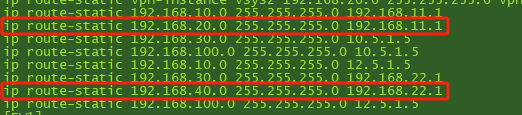 ip route-static vpn-instance vsys2 192.168.20.0 255.255.255.0 vpn
ip route-static 192.168.10.0 255.255.255.0 192.168.11.1
ip route-static 192.168.20.0 255.255.255.0 192.168.11.1
ip route-static 192.168.30.0 255.255.255.0 10.5.1.5
ip route-static 192.168.100.0 255.255.255.0 10.5.1.5
ip route-static 192.168.10.0 255.255.255.0 12.5.1.5
ip route-static 192.168.30.0 255.255.255.0 192.168.22.1
ip route-static 192.168.40.0 255.255.255.0 192.168.22.1
ip route-static 192.168.100.0 255.255.255.0 12.5.1.5
[FW1]